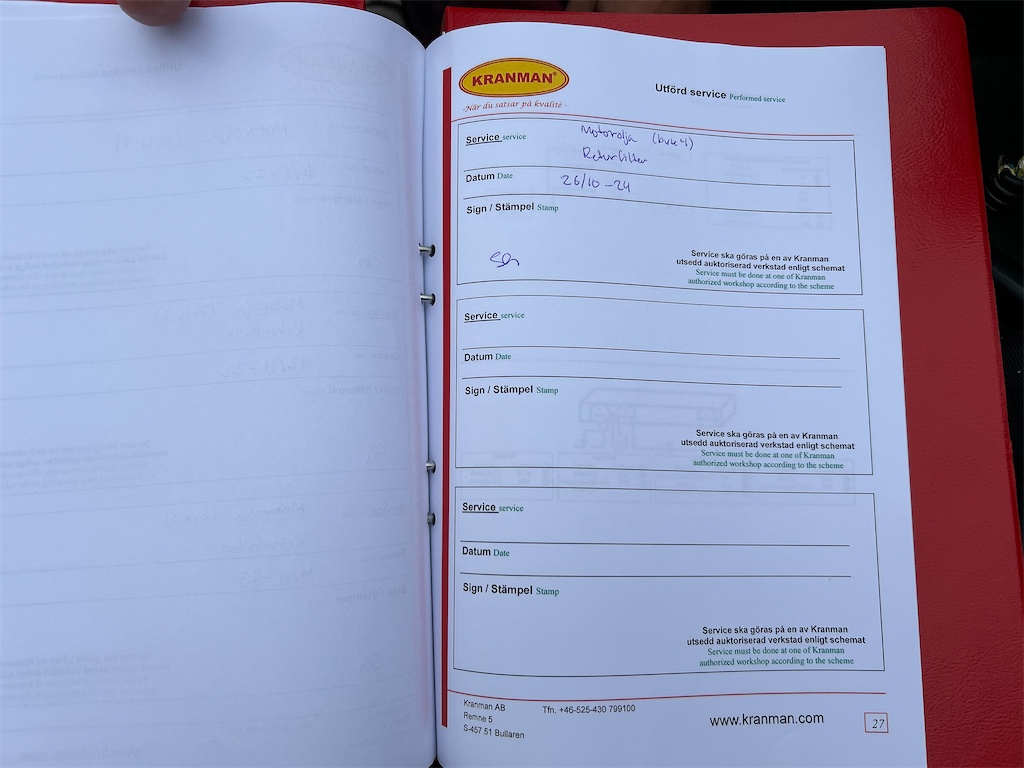 KRANMAN®
-När du satsar på kvalité -
Utförd service Performed service
Service service
Motorolja (byte 4)
Returfilter
Datum Date 26/10 -24
Sign / Stämpel Stamp
Service ska göras på en av Kranman
utsedd auktoriserad verkstad enligt schemat
Service must be done at one of Kranman
authorized workshop according to the scheme
Service service
Datum Date
Sign / Stämpel Stamp
Service ska göras på en av Kranman
utsedd auktoriserad verkstad enligt schemat
Service must be done at one of Kranman
authorized workshop according to the scheme
Service service
Datum Date
Sign / Stämpel Stamp
Service ska göras på en av Kranman
utsedd auktoriserad verkstad enligt schemat
Service must be done at one of Kranman
authorized workshop according to the scheme
Kranman AB
Remne 5
S-457 51 Bullaren
Tfn. +46-525-430 799100
www.kranman.com
27